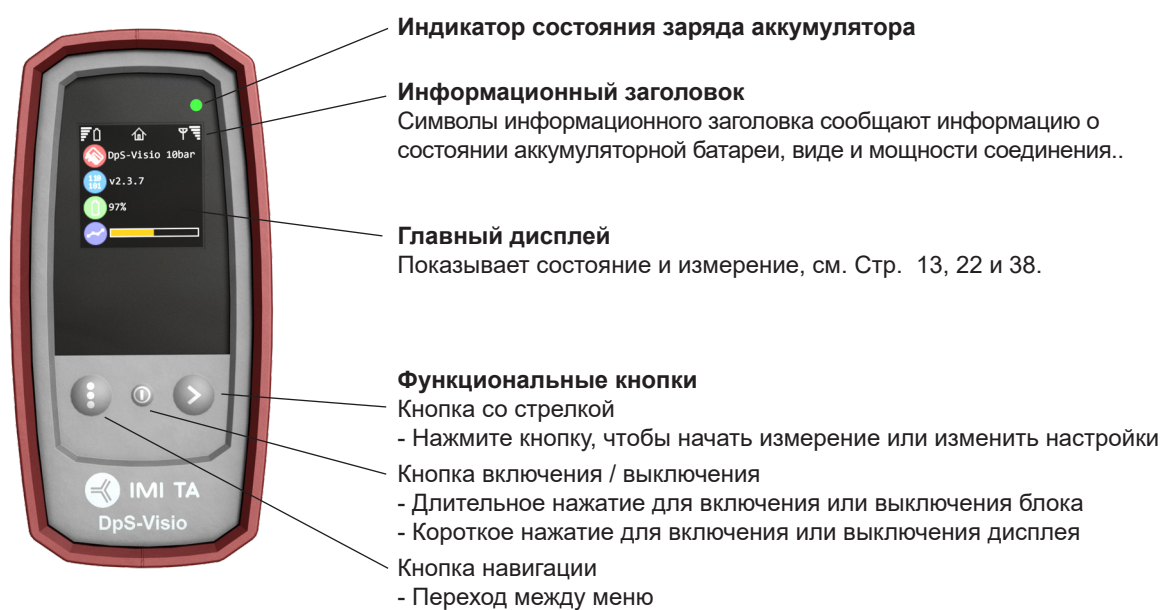 Индикатор состояния заряда аккумулятора
Информационный заголовок
Символы информационного заголовка сообщают информацию о
состоянии аккумуляторной батареи, виде и мощности соединения..
DpS-Visio 10bar
110
101
v2.3.7
97%
Главный дисплей
Показывает состояние и измерение, см. Стр. 13, 22 и 38.
Функциональные кнопки
Кнопка со стрелкой
- Нажмите кнопку, чтобы начать измерение или изменить настройки
Кнопка включения / выключения
- Длительное нажатие для включения или выключения блока
- Короткое нажатие для включения или выключения дисплея
Кнопка навигации
- Переход между меню
IMI TA
DpS-Visio